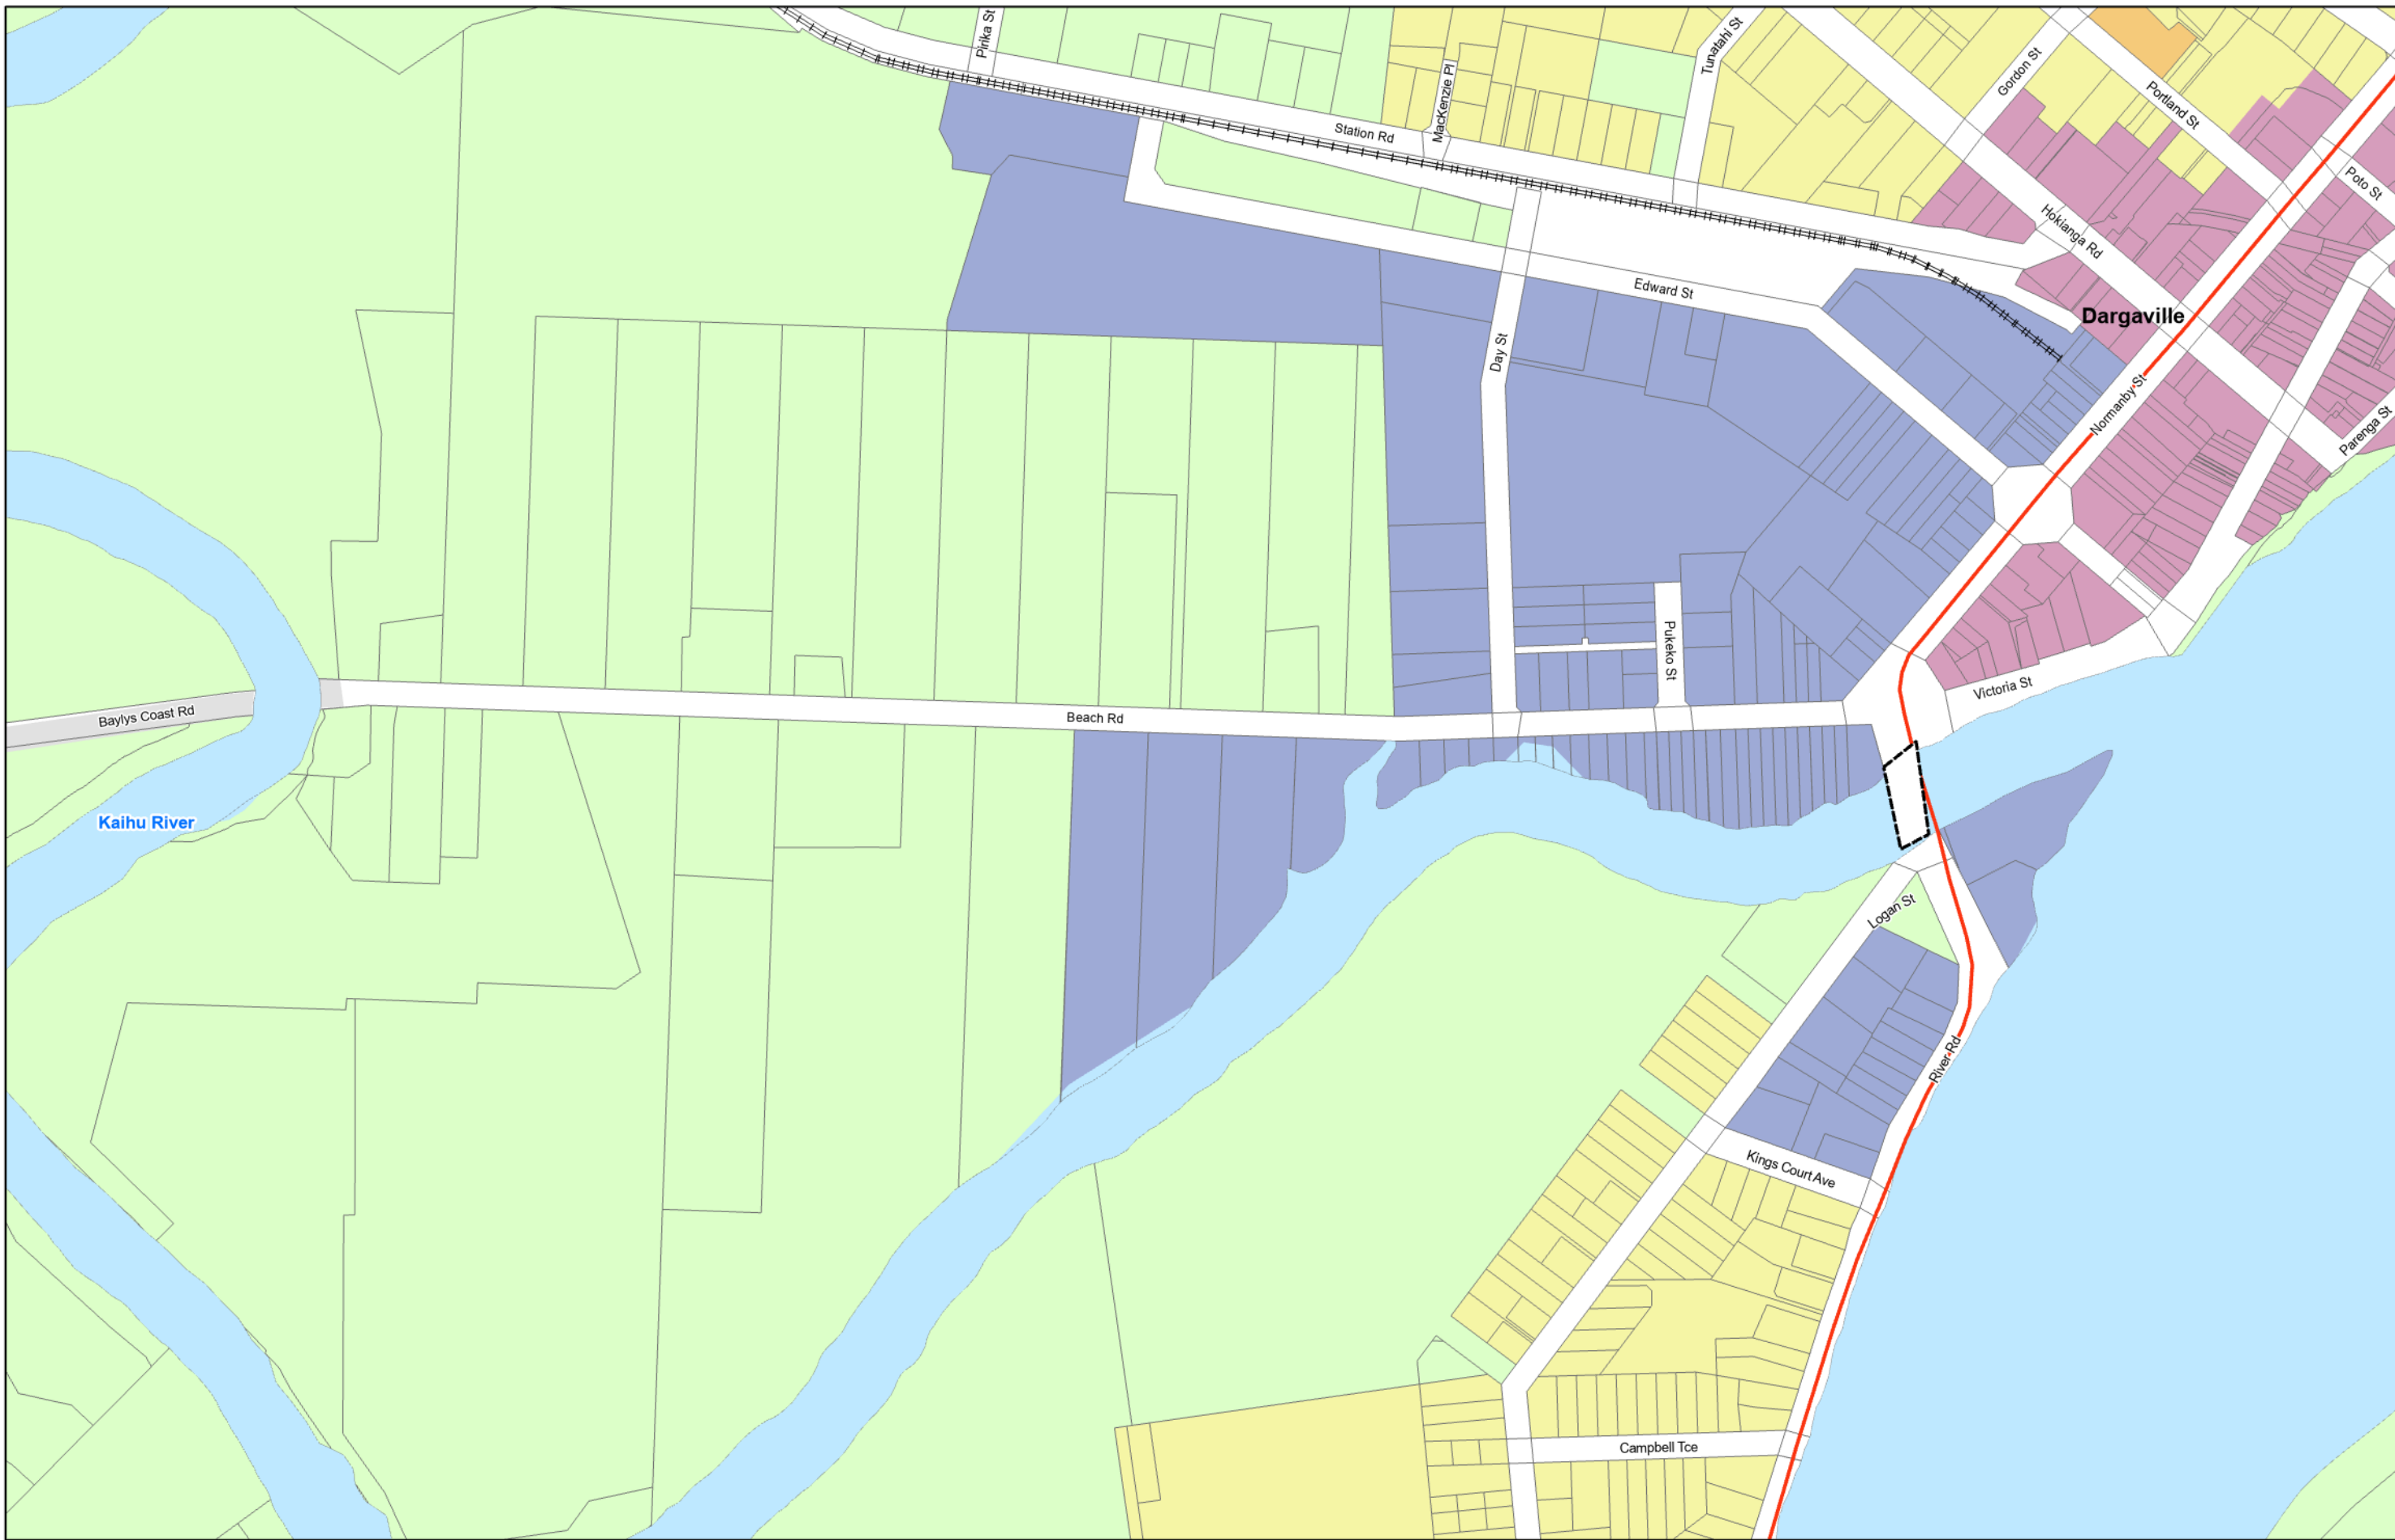 Pirika St
Station Rd
MacKenzie Pl
Tunatahi St
Gordon St
Portland St
Poto St
Hokianga Rd
Dargaville
Edward St
Day St
Normanby St
Parenga St
Pukeko St
Victoria St
Baylys Coast Rd
Beach Rd
Kaihu River
Logan St
River Rd
Kings Court Ave
Campbell Tce